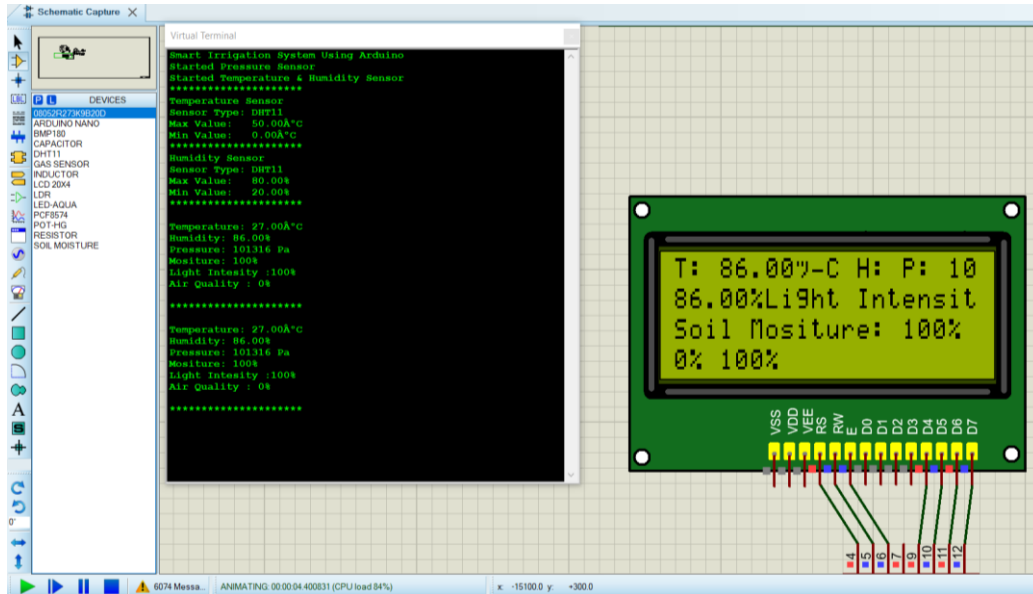 Schematic Capture X
P L DEVICES
08052R273K9B20D
ARDUINO NANO
BMP180
CAPACITOR
DHT11
GAS SENSOR
INDUCTOR
LCD 20X4
LDR
LED-AQUA
PCF8574
POT-HG
RESISTOR
SOIL MOISTURE
LBL
A
S
0°
Virtual Terminal
Smart Irrigation System Using Arduino
Started Pressure Sensor
Started Temperature & Humidity Sensor
*********************
Temperature Sensor
Sensor Type: DHT11
Max Value: 50.00Â°C
Min Value: 0.00Â°C
*********************
Humidity Sensor
Sensor Type: DHT11
Max Value: 80.00%
Min Value: 20.00%
*********************
Temperature: 27.00Â°C
Humidity: 86.00%
Pressure: 101316 Pa
Mositure: 100%
Light Intesity :100%
Air Quality : 0%
*********************
Temperature: 27.00Â°C
Humidity: 86.00%
Pressure: 101316 Pa
Mositure: 100%
Light Intesity :100%
Air Quality : 0%
*********************
T: 86.00ツ-C H: P: 10
86.00%Light Intensit
Soil Mositure: 100%
0% 100%
VSS VDD VEE RS RW E D0 D1 D2 D3 D4 D5 D6 D7
4 5 6 7 9 10 11 12
6074 Messa... ANIMATING: 00:00:04.400831 (CPU load 84%) x: -15100.0 y: +300.0